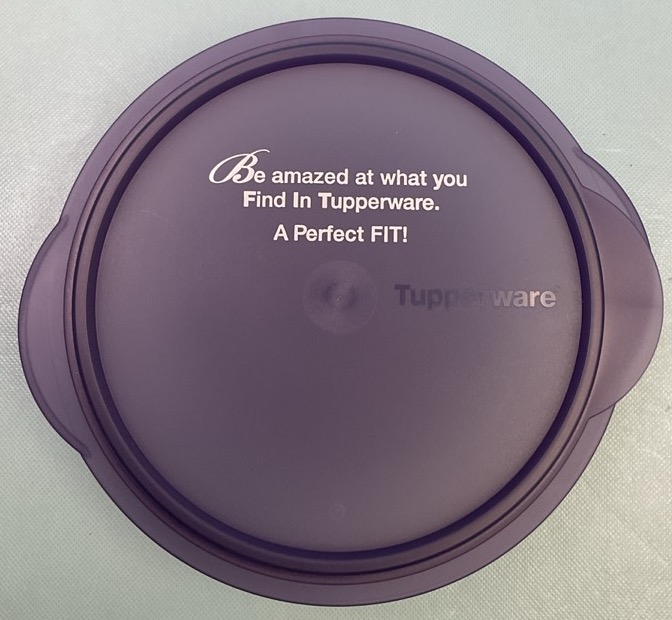 Be amazed at what you
Find In Tupperware.
A Perfect FIT!
Tupperware